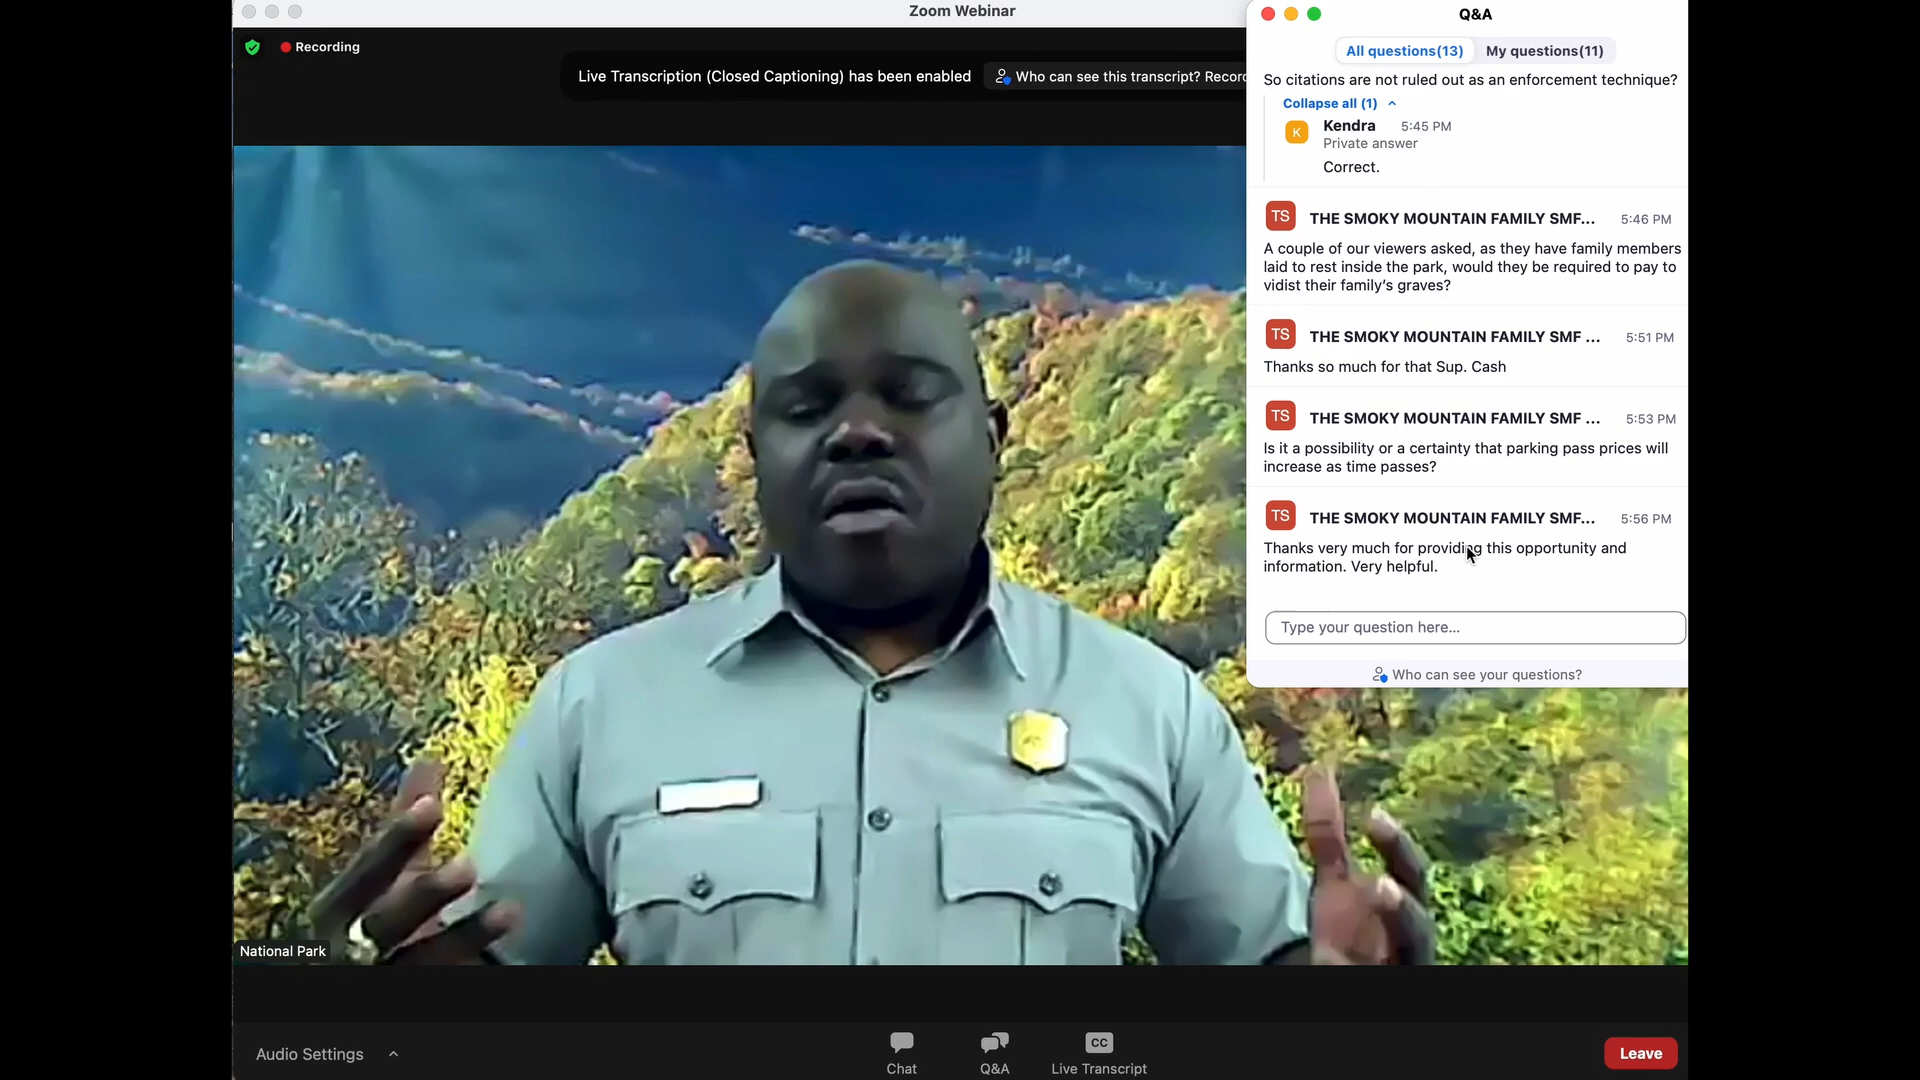 Zoom Webinar
Recording
Live Transcription (Closed Captioning) has been enabled
Who can see this transcript? Recor
Q&A
All questions(13)
My questions(11)
So citations are not ruled out as an enforcement technique?
Collapse all (1)
K
Kendra
5:45 PM
Private answer
Correct.
TS
THE SMOKY MOUNTAIN FAMILY SMF...
5:46 PM
A couple of our viewers asked, as they have family members
laid to rest inside the park, would they be required to pay to
vidist their family's graves?
TS
THE SMOKY MOUNTAIN FAMILY SMF ...
5:51 PM
Thanks so much for that Sup. Cash
TS
THE SMOKY MOUNTAIN FAMILY SMF ...
5:53 PM
Is it a possibility or a certainty that parking pass prices will
increase as time passes?
TS
THE SMOKY MOUNTAIN FAMILY SMF...
5:56 PM
Thanks very much for providing this opportunity and
information. Very helpful.
Type your question here...
Who can see your questions?
National Park
Audio Settings
Chat
Q&A
CC
Live Transcript
Leave